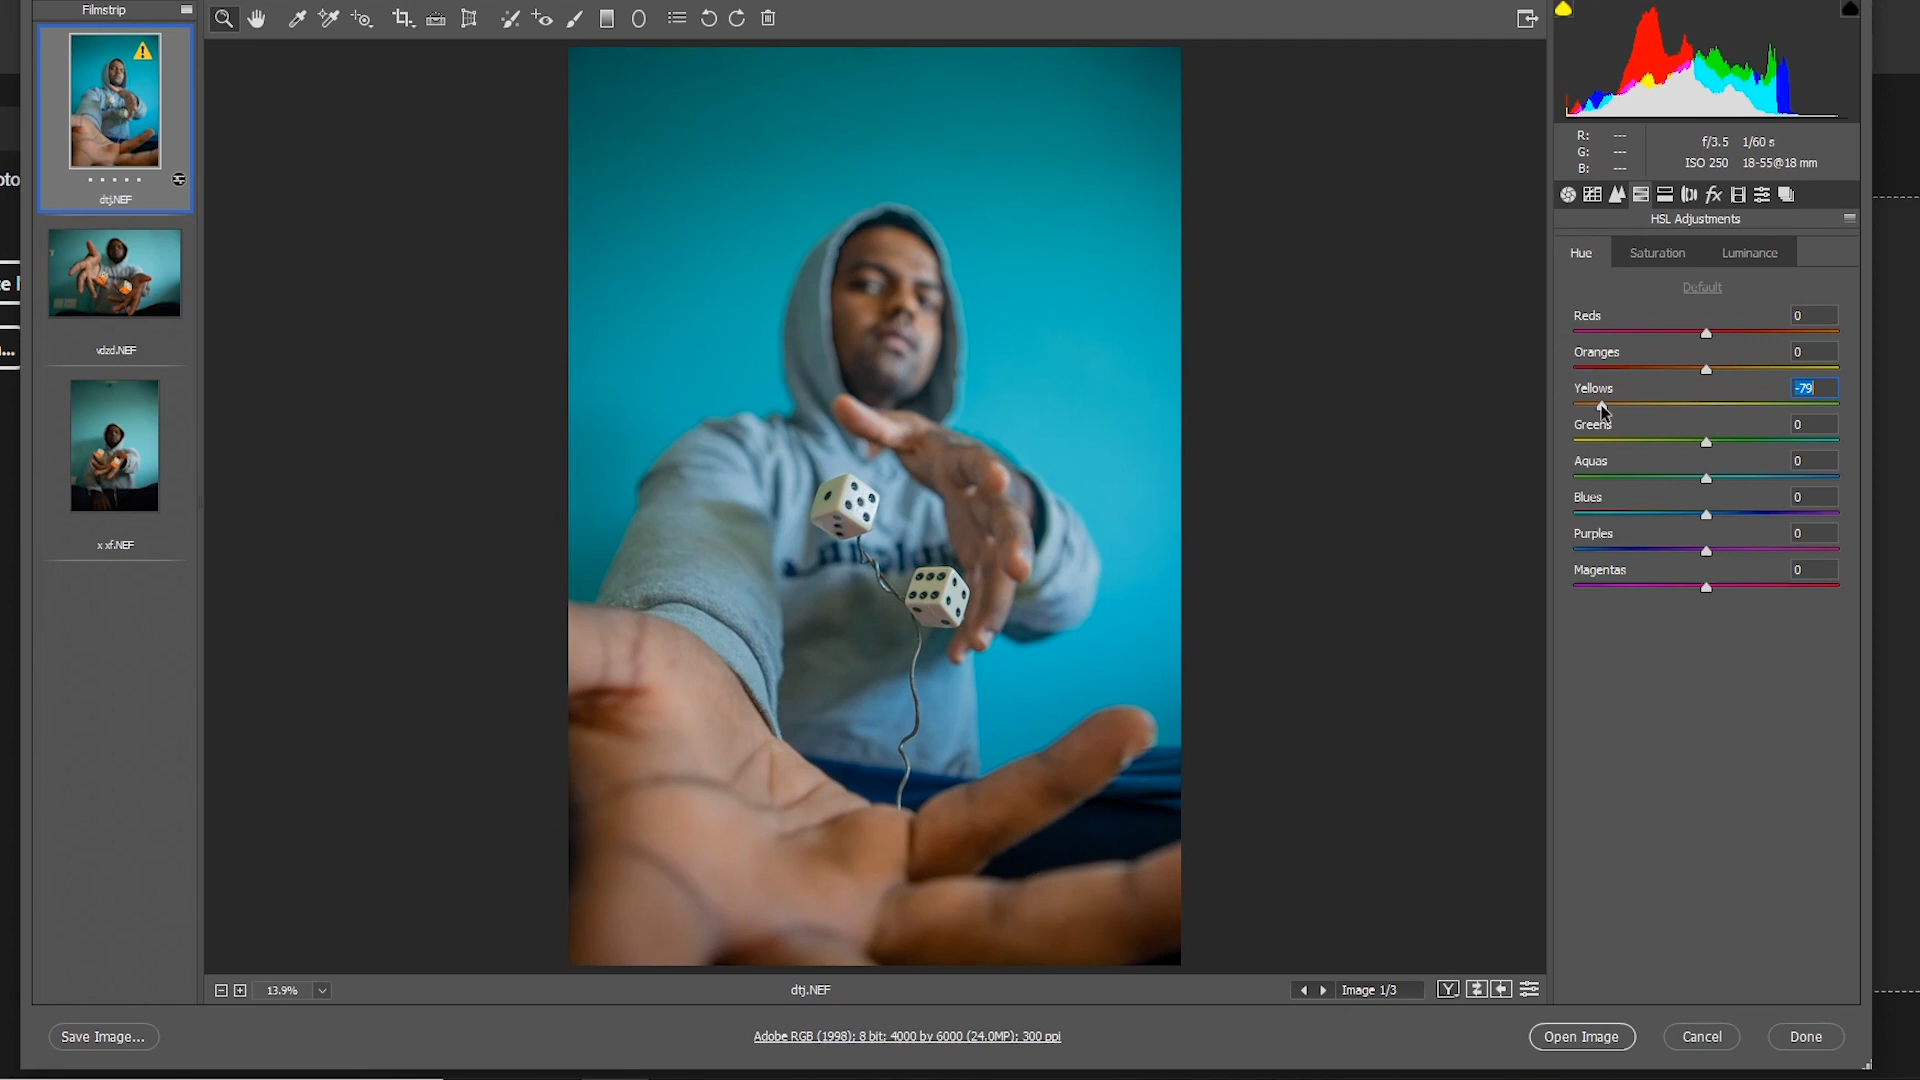 Filmstrip
dtj.NEF
vdzd.NEF
x xf.NEF
R: ---
G: ---
B: ---
f/3.5 1/60 s
ISO 250 18-55@18 mm
fx
HSL Adjustments
Hue Saturation Luminance
Default
Reds 0
Oranges 0
Yellows -79
Greens 0
Aquas 0
Blues 0
Purples 0
Magentas 0
13.9%
dtj.NEF
Image 1/3
Y
Save Image...
Adobe RGB (1998); 8 bit; 4000 by 6000 (24.0MP); 300 ppi
Open Image
Cancel
Done